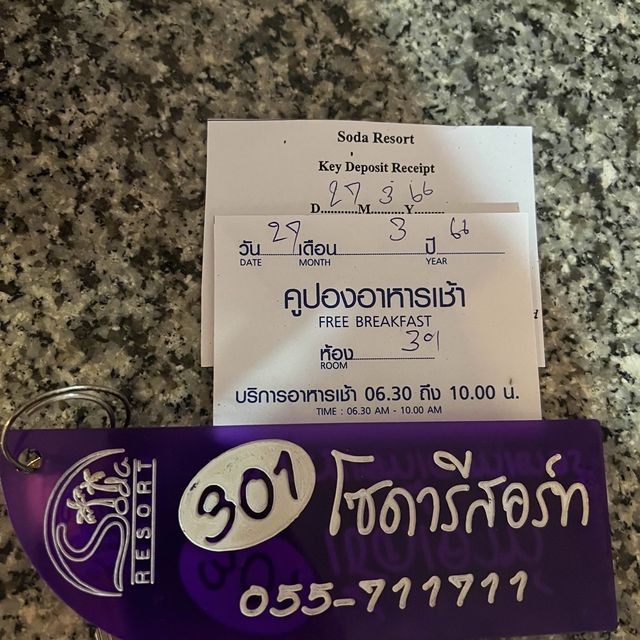 Soda Resort
Key Deposit Receipt
27 3 66
D...........M...........Y...........
27 3 66
วัน เดือน ปี
DATE MONTH YEAR
คูปองอาหารเช้า
FREE BREAKFAST
ห้อง 301
ROOM
บริการอาหารเช้า 06.30 ถึง 10.00 น.
TIME : 06.30 AM - 10.00 AM
Soda
RESORT
301
โซดารีสอร์ท
055-711711